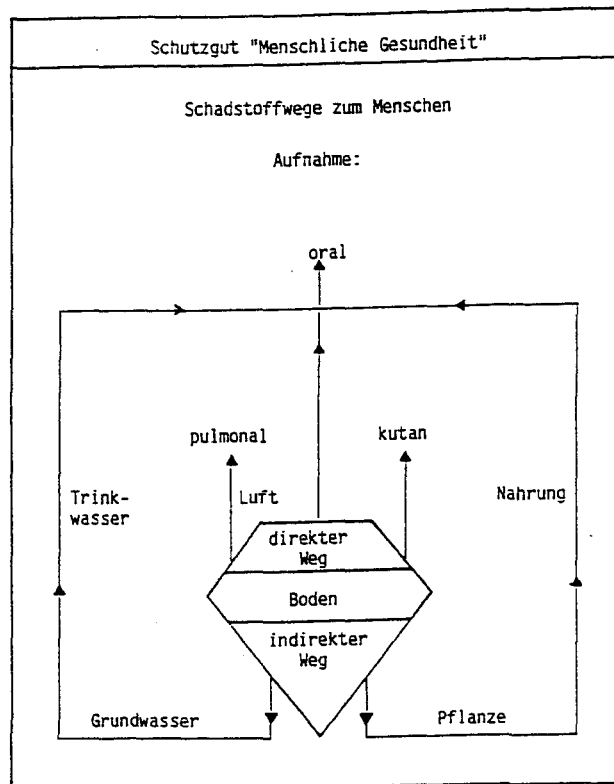 Schutzgut "Menschliche Gesundheit"
Schadstoffwege zum Menschen
Aufnahme:
oral
pulmonal
kutan
Trink-
wasser
Luft
Nahrung
direkter
Weg
Boden
indirekter
Weg
Grundwasser
Pflanze